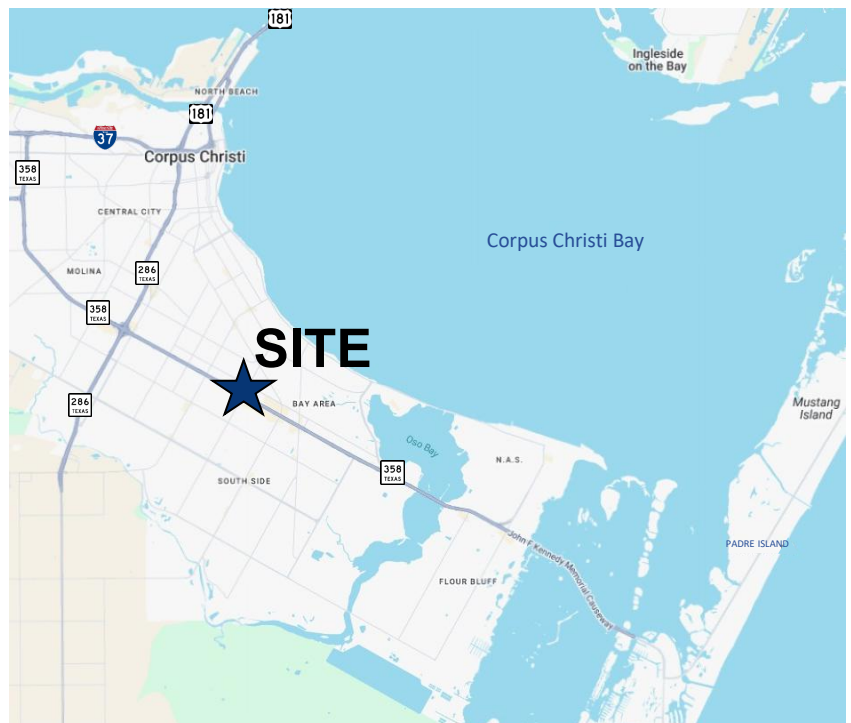 181
Ingleside
on the Bay
NORTH BEACH
181
INTERSTATE
37
Corpus Christi
358
TEXAS
CENTRAL CITY
Corpus Christi Bay
MOLINA
286
TEXAS
358
TEXAS
SITE
286
TEXAS
BAY AREA
Mustang
Island
Oso Bay
N.A.S.
358
TEXAS
SOUTH SIDE
John F Kennedy Memorial Causeway
PADRE ISLAND
FLOUR BLUFF